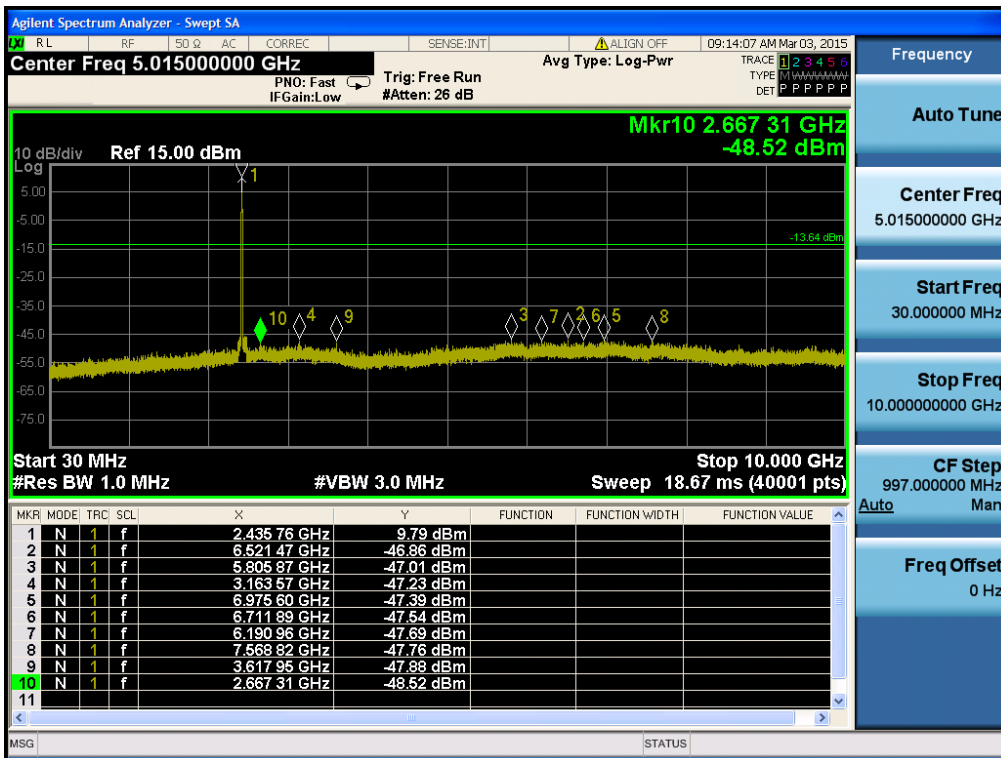 Agilent Spectrum Analyzer - Swept SA
LXI RL RF 50 Ω AC CORREC SENSE:INT ALIGN OFF 09:14:07 AM Mar 03, 2015
Center Freq 5.015000000 GHz
PNO: Fast
IFGain:Low
Trig: Free Run
#Atten: 26 dB
Avg Type: Log-Pwr
TRACE 1 2 3 4 5 6
TYPE M WWWWW
DET P P P P P P
Mkr10 2.667 31 GHz
-48.52 dBm
10 dB/div Ref 15.00 dBm
Log
5.00
-5.00
-15.0
-25.0
-35.0
-45.0
-55.0
-65.0
-75.0
1
-13.64 dBm
10 4 9 3 7 2 6 5 8
Start 30 MHz Stop 10.000 GHz
#Res BW 1.0 MHz #VBW 3.0 MHz Sweep 18.67 ms (40001 pts)
MKR MODE TRC SCL X Y FUNCTION FUNCTION WIDTH FUNCTION VALUE
1 N 1 f 2.435 76 GHz 9.79 dBm
2 N 1 f 6.521 47 GHz -46.86 dBm
3 N 1 f 5.805 87 GHz -47.01 dBm
4 N 1 f 3.163 57 GHz -47.23 dBm
5 N 1 f 6.975 60 GHz -47.39 dBm
6 N 1 f 6.711 89 GHz -47.54 dBm
7 N 1 f 6.190 96 GHz -47.69 dBm
8 N 1 f 7.568 82 GHz -47.76 dBm
9 N 1 f 3.617 95 GHz -47.88 dBm
10 N 1 f 2.667 31 GHz -48.52 dBm
11
MSG STATUS
Frequency
Auto Tune
Center Freq
5.015000000 GHz
Start Freq
30.000000 MHz
Stop Freq
10.000000000 GHz
CF Step
997.000000 MHz
Auto Man
Freq Offset
0 Hz